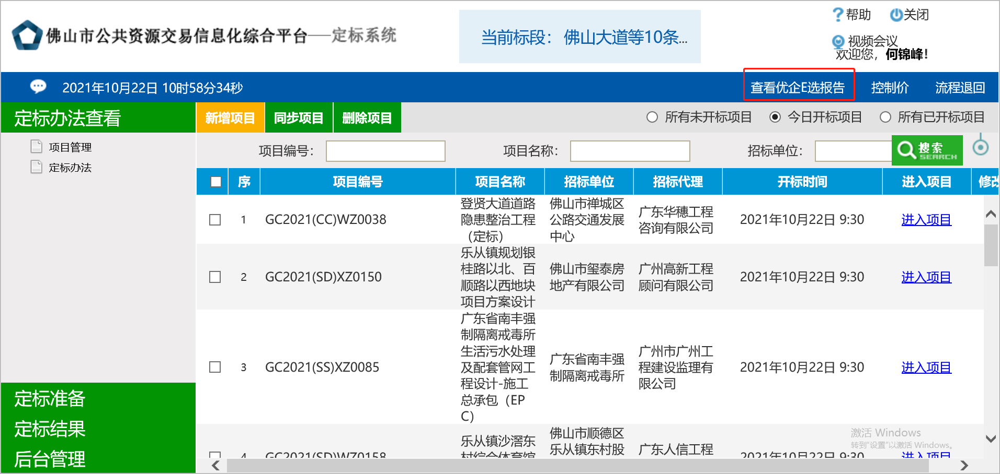 佛山市公共资源交易信息化综合平台——定标系统
当前标段： 佛山大道等10条...
帮助 关闭
视频会议
欢迎您，何锦峰！
2021年10月22日 10时58分34秒
查看优企E选报告 控制价 流程退回
定标办法查看
项目管理
定标办法
定标准备
定标结果
后台管理
新增项目 同步项目 删除项目
所有未开标项目 今日开标项目 所有已开标项目
项目编号： 项目名称： 招标单位： 搜索
SEARCH
序 项目编号 项目名称 招标单位 招标代理 开标时间 进入项目 修改
1 GC2021(CC)WZ0038
登贤大道道路
隐患整治工程
（定标）
佛山市禅城区
公路交通发展
中心
广东华穗工程
咨询有限公司
2021年10月22日 9:30 进入项目
2 GC2021(SD)XZ0150
乐从镇规划银
桂路以北、百
顺路以西地块
项目方案设计
佛山市玺泰房
地产有限公司
广州高新工程
顾问有限公司
2021年10月22日 9:30 进入项目
3 GC2021(SS)XZ0085
广东省南丰强
制隔离戒毒所
生活污水处理
及配套管网工
程设计-施工
总承包（EP
C）
广东省南丰强
制隔离戒毒所
广州市广州工
程建设监理有
限公司
2021年10月22日 9:30 进入项目
4 GC2021(SD)WZ0158
乐从镇沙滘东
村综合体育馆
佛山市顺德区
乐从镇东村股
广东人信工程
2021年10月22日 9:30 进入项目
激活 Windows
转到"设置"以激活 Windows。